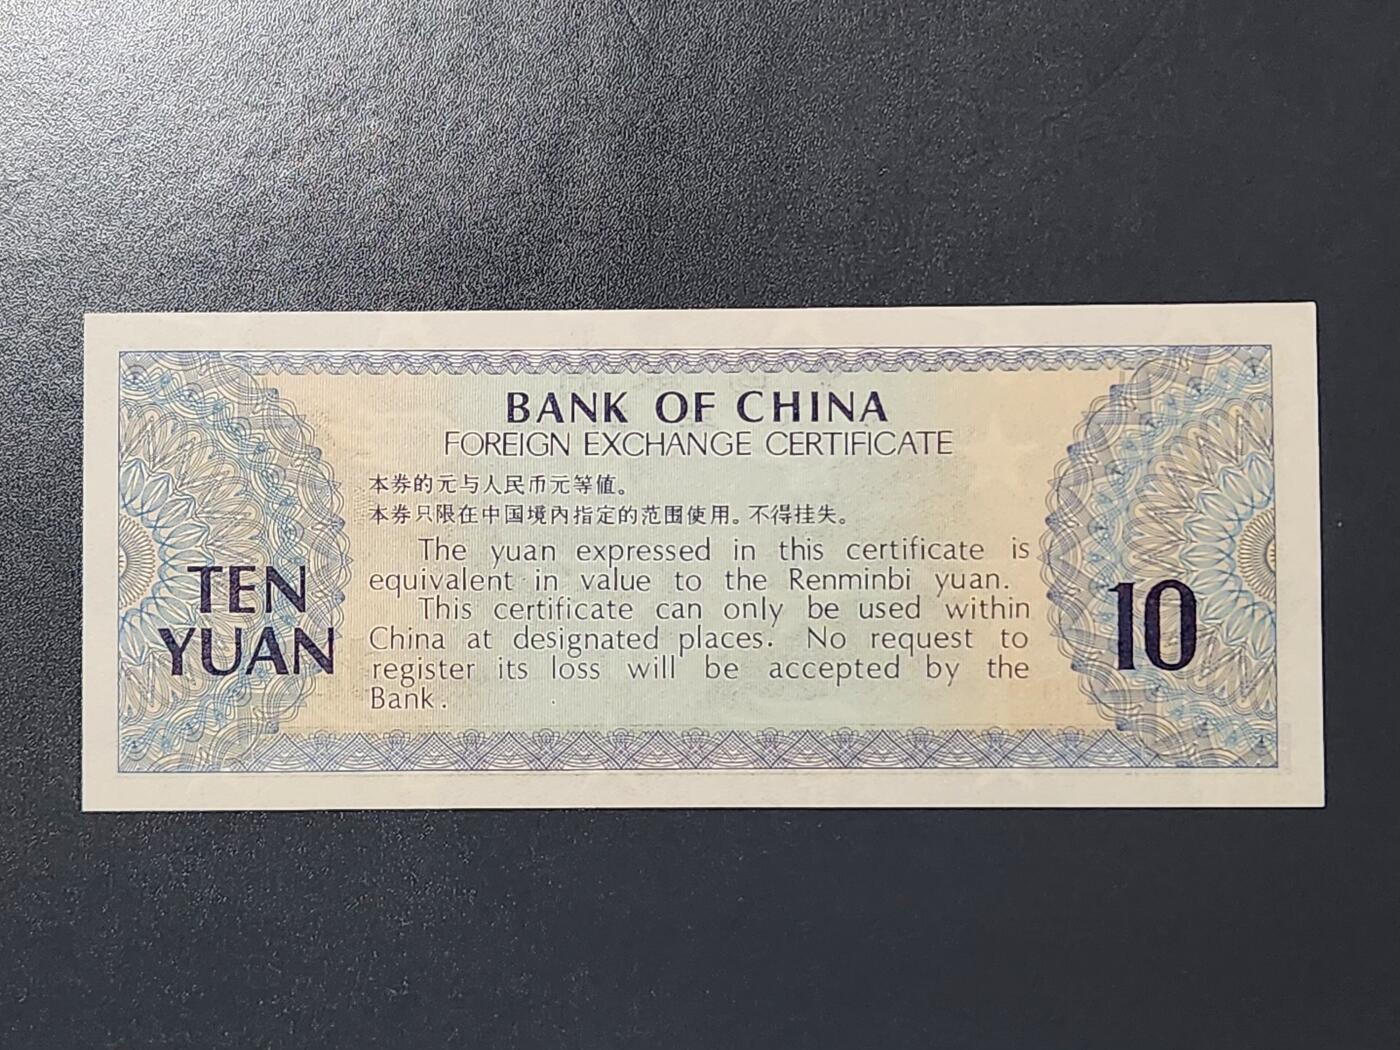 BANK OF CHINA
FOREIGN EXCHANGE CERTIFICATE
本券的元与人民币元等值。
本券只限在中国境内指定的范围使用。不得挂失。
The yuan expressed in this certificate is
equivalent in value to the Renminbi yuan.
This certificate can only be used within
China at designated places. No request to
register its loss will be accepted by the
Bank.
TEN
YUAN
10